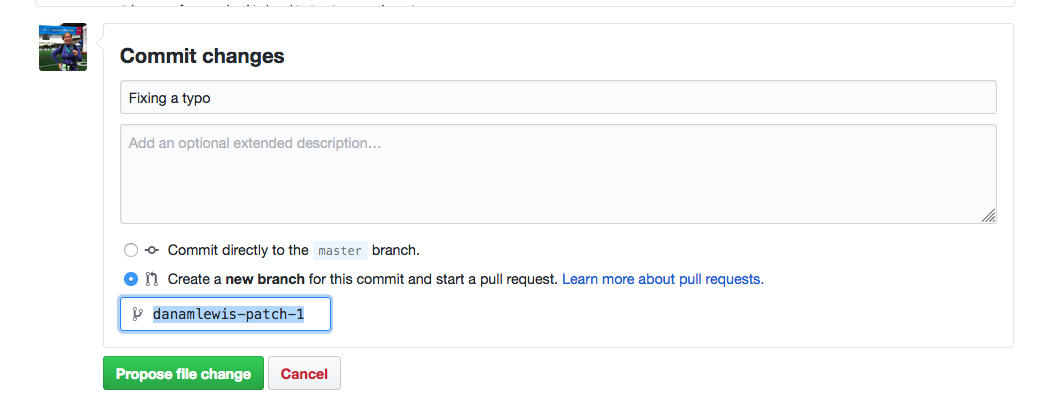 Commit changes
Fixing a typo
Add an optional extended description…
Commit directly to the master branch.
Create a new branch for this commit and start a pull request. Learn more about pull requests.
danamlewis-patch-1
Propose file change Cancel